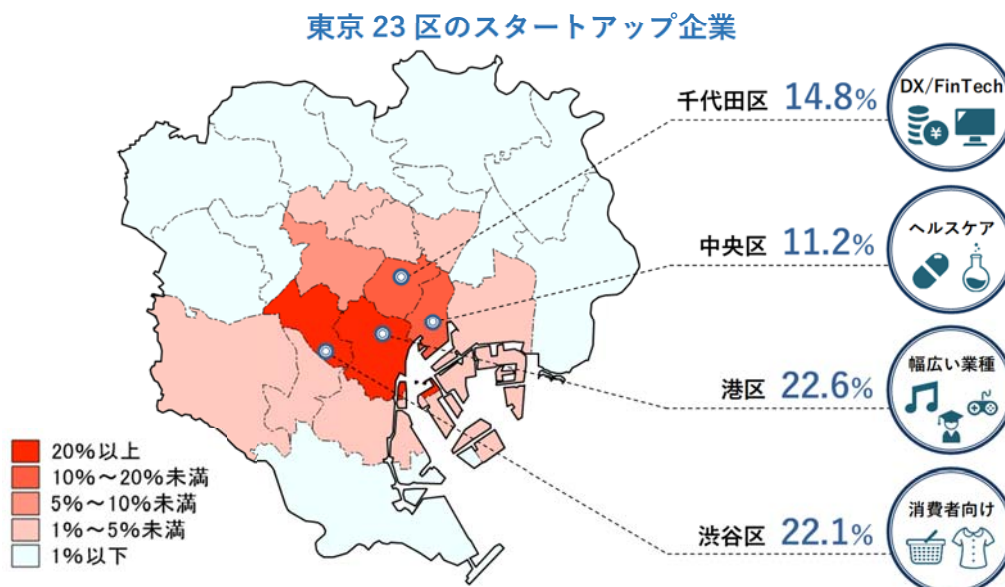 東京23区のスタートアップ企業
千代田区 14.8%
DX/FinTech
¥
中央区 11.2%
ヘルスケア
港区 22.6%
幅広い業種
渋谷区 22.1%
消費者向け
20%以上
10%～20%未満
5%～10%未満
1%～5%未満
1%以下